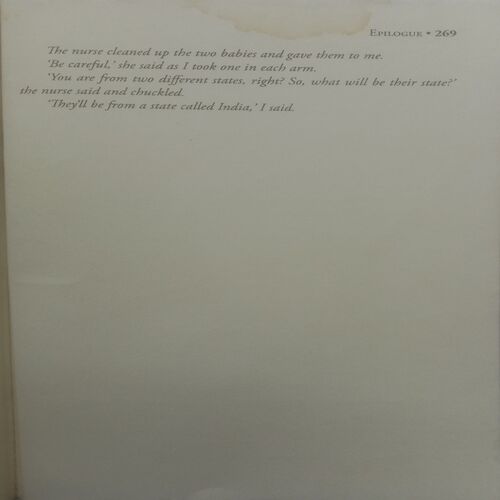 EPILOGUE • 269
The nurse cleaned up the two babies and gave them to me.
'Be careful,' she said as I took one in each arm.
'You are from two different states, right? So, what will be their state?'
the nurse said and chuckled.
'They'll be from a state called India,' I said.